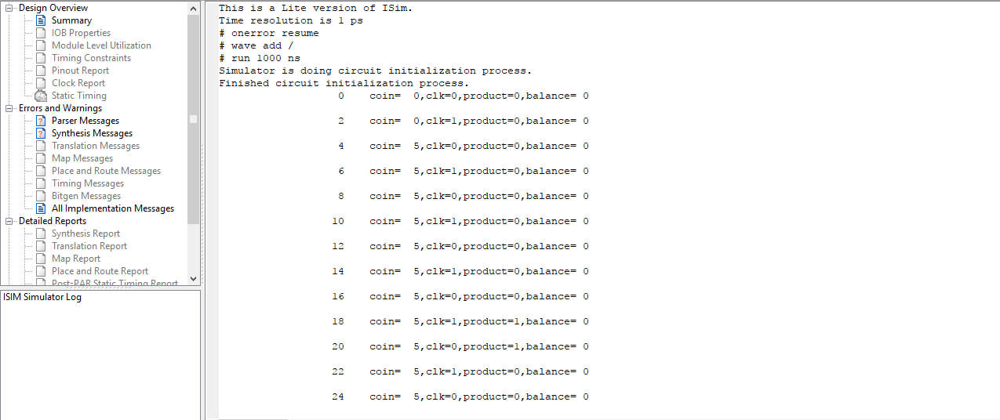 Design Overview
Summary
IOB Properties
Module Level Utilization
Timing Constraints
Pinout Report
Clock Report
Static Timing
Errors and Warnings
Parser Messages
Synthesis Messages
Translation Messages
Map Messages
Place and Route Messages
Timing Messages
Bitgen Messages
All Implementation Messages
Detailed Reports
Synthesis Report
Translation Report
Map Report
Place and Route Report
Post-PAR Static Timing Report
ISIM Simulator Log
This is a Lite version of ISim.
Time resolution is 1 ps
# onerror resume
# wave add /
# run 1000 ns
Simulator is doing circuit initialization process.
Finished circuit initialization process.
0 coin= 0,clk=0,product=0,balance= 0
2 coin= 0,clk=1,product=0,balance= 0
4 coin= 5,clk=0,product=0,balance= 0
6 coin= 5,clk=1,product=0,balance= 0
8 coin= 5,clk=0,product=0,balance= 0
10 coin= 5,clk=1,product=0,balance= 0
12 coin= 5,clk=0,product=0,balance= 0
14 coin= 5,clk=1,product=0,balance= 0
16 coin= 5,clk=0,product=0,balance= 0
18 coin= 5,clk=1,product=1,balance= 0
20 coin= 5,clk=0,product=1,balance= 0
22 coin= 5,clk=1,product=0,balance= 0
24 coin= 5,clk=0,product=0,balance= 0